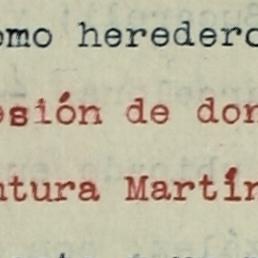 omo heredero
esión de don
ntura Martín